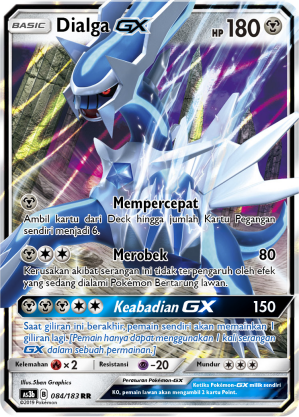 BASIC Dialga GX HP 180
Mempercepat
Ambil kartu dari Deck hingga jumlah Kartu Pegangan
sendiri menjadi 6.
Merobek 80
Kerusakan akibat serangan ini tidak terpengaruh oleh efek
yang sedang dialami Pokémon Bertarung lawan.
Keabadian GX 150
Saat giliran ini berakhir, pemain sendiri akan memainkan 1
giliran lagi. [Pemain hanya dapat menggunakan 1 kali serangan
GX dalam sebuah permainan.]
Kelemahan × 2 Resistansi -20 Mundur
Illus. 5ban Graphics
AS3b D 084/183 RR
©2019 Pokémon
Peraturan Pokémon-GX
Ketika Pokémon-GX milik sendiri
KO, pemain lawan akan mengambil 2 kartu Point.